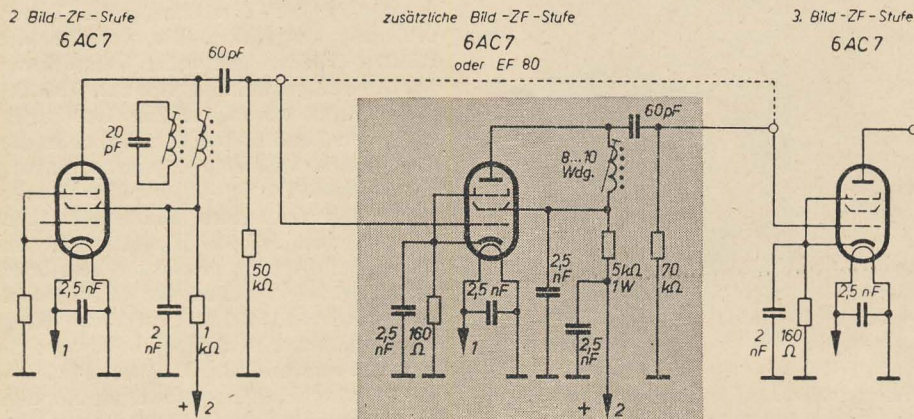 2 Bild-ZF-Stufe
6AC7
zusätzliche Bild-ZF-Stufe
6AC7
oder EF 80
3. Bild-ZF-Stufe
6AC7
60pF
20
pF
2,5 nF
1
2
nF
1
kΩ
+ 2
50
kΩ
60pF
8...10
Wdg.
2,5
nF
160
Ω
2,5 nF
1
2,5
nF
5kΩ
1W
2,5
nF
70
kΩ
+ 2
2
nF
160
Ω
2,5 nF
1